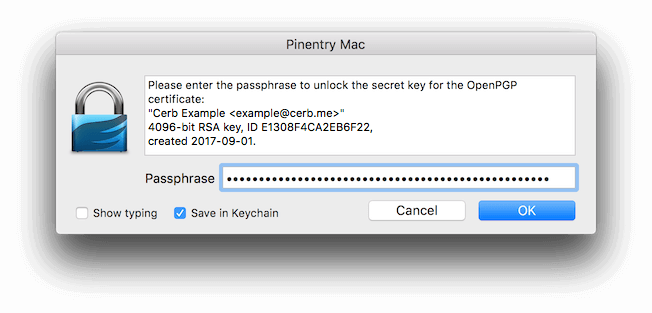 Pinentry Mac
Please enter the passphrase to unlock the secret key for the OpenPGP
certificate:
"Cerb Example <example@cerb.me>"
4096-bit RSA key, ID E1308F4CA2EB6F22,
created 2017-09-01.
Passphrase ••••••••••••••••••••••••••••••••••••••••••••••••••
Show typing Save in Keychain Cancel OK